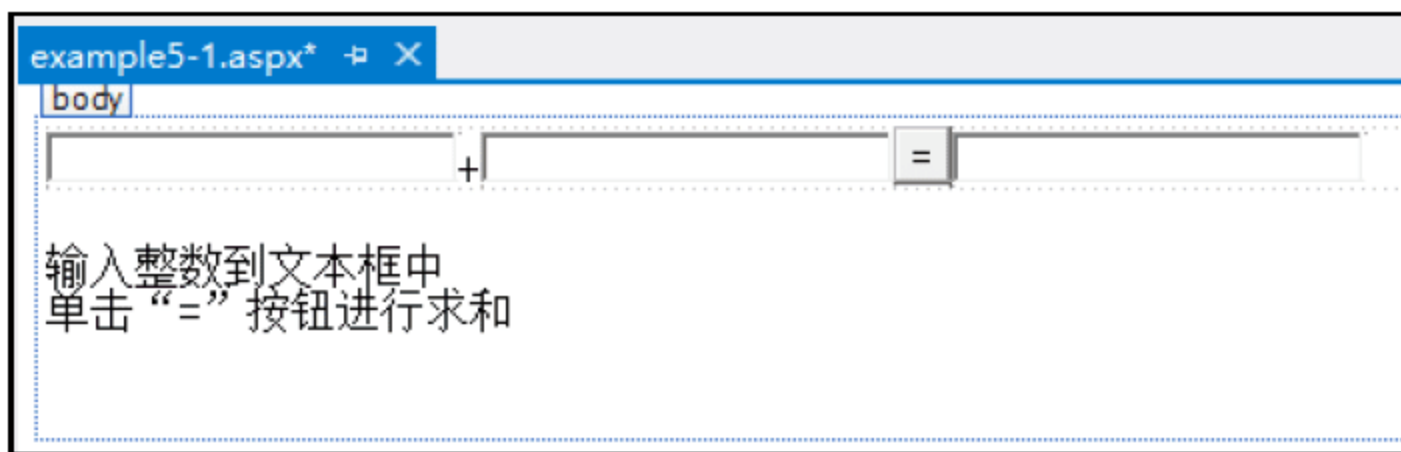 example5-1.aspx*
body
+ =
输入整数到文本框中
单击“=”按钮进行求和